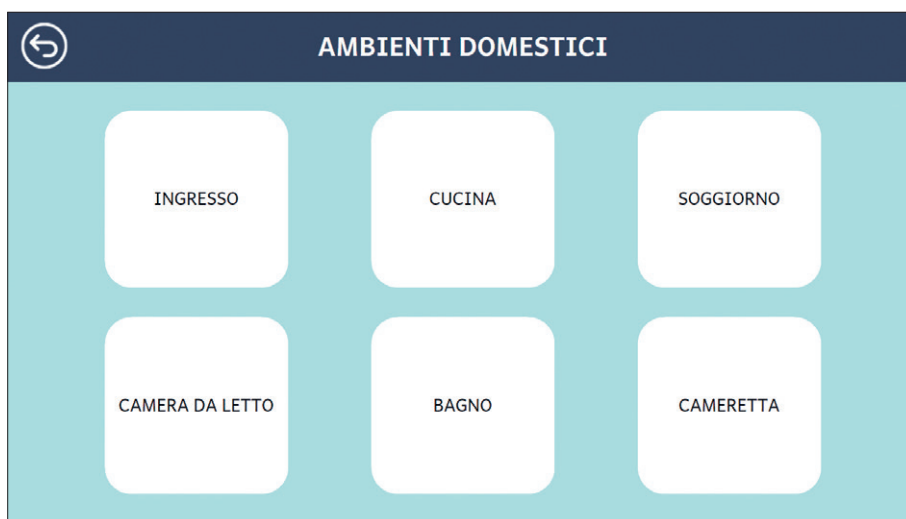 AMBIENTI DOMESTICI
INGRESSO
CUCINA
SOGGIORNO
CAMERA DA LETTO
BAGNO
CAMERETTA